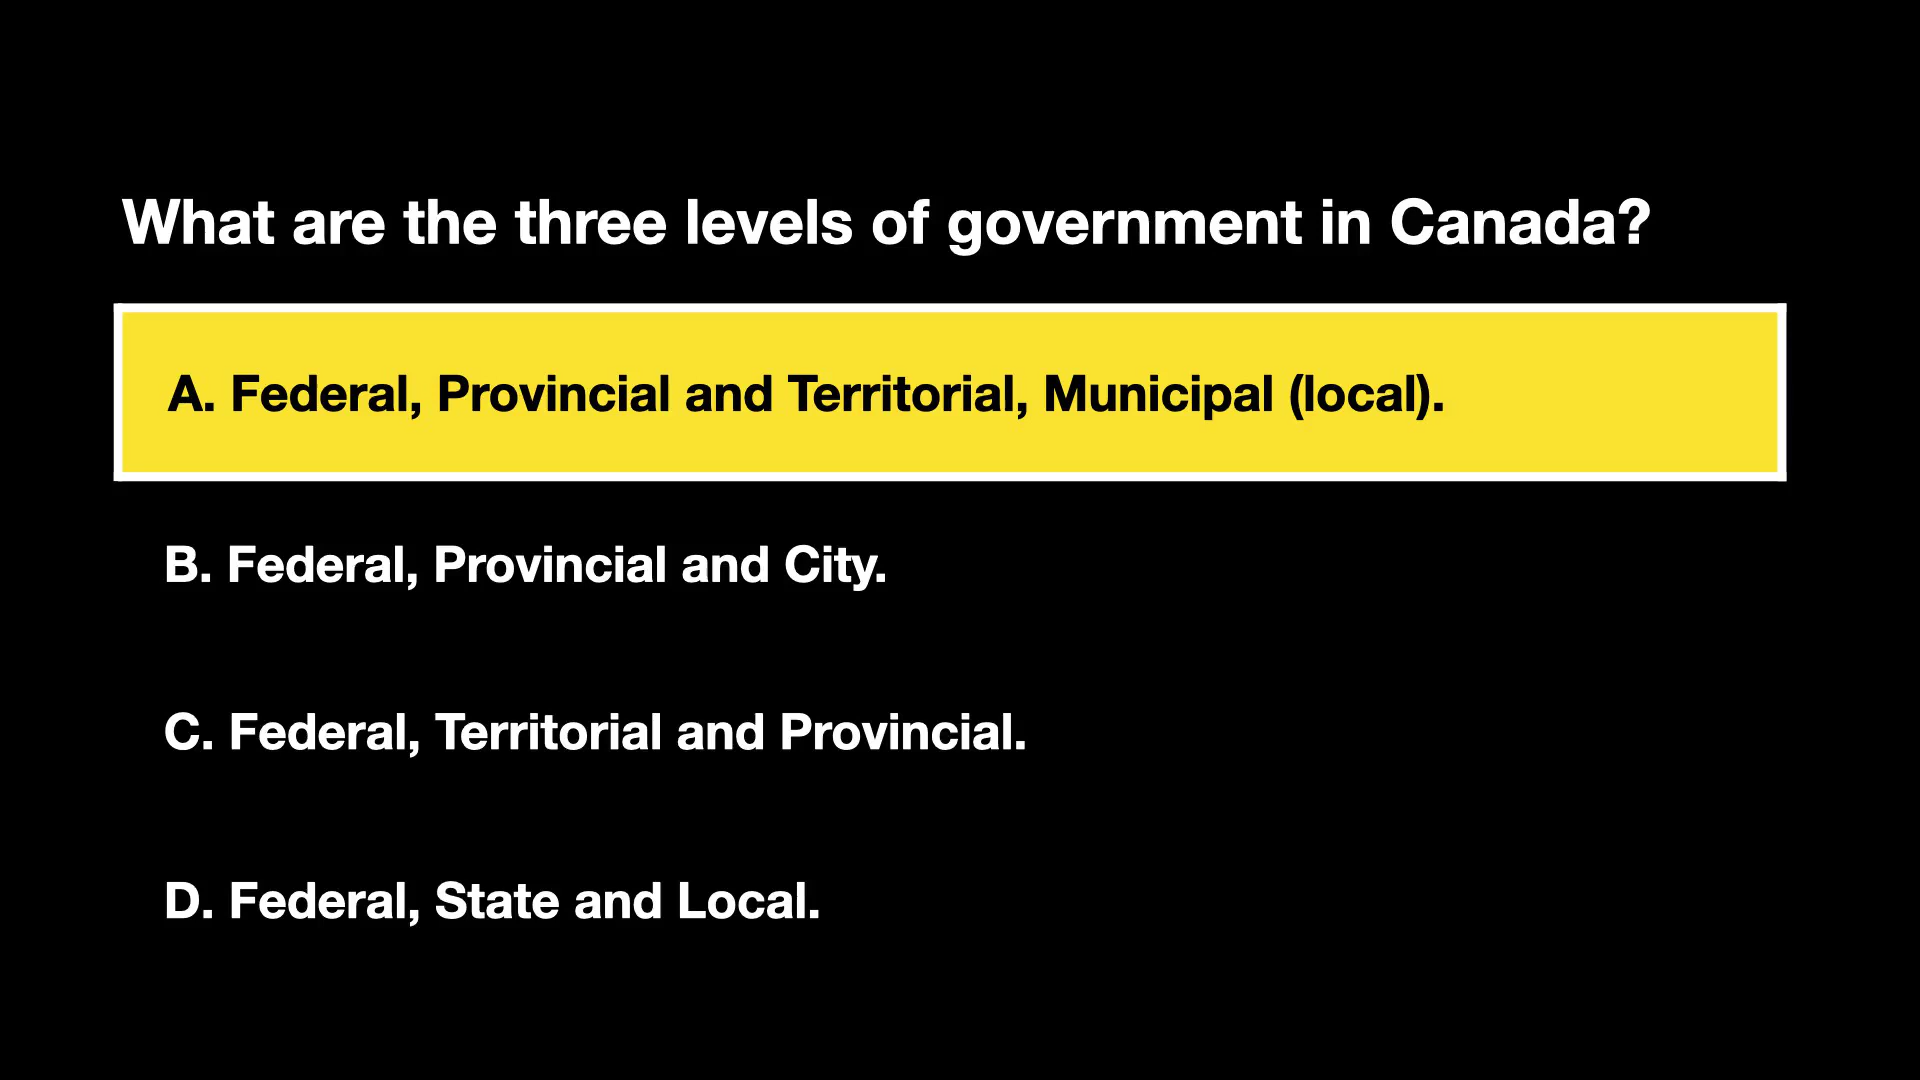 What are the three levels of government in Canada?
A. Federal, Provincial and Territorial, Municipal (local).
B. Federal, Provincial and City.
C. Federal, Territorial and Provincial.
D. Federal, State and Local.